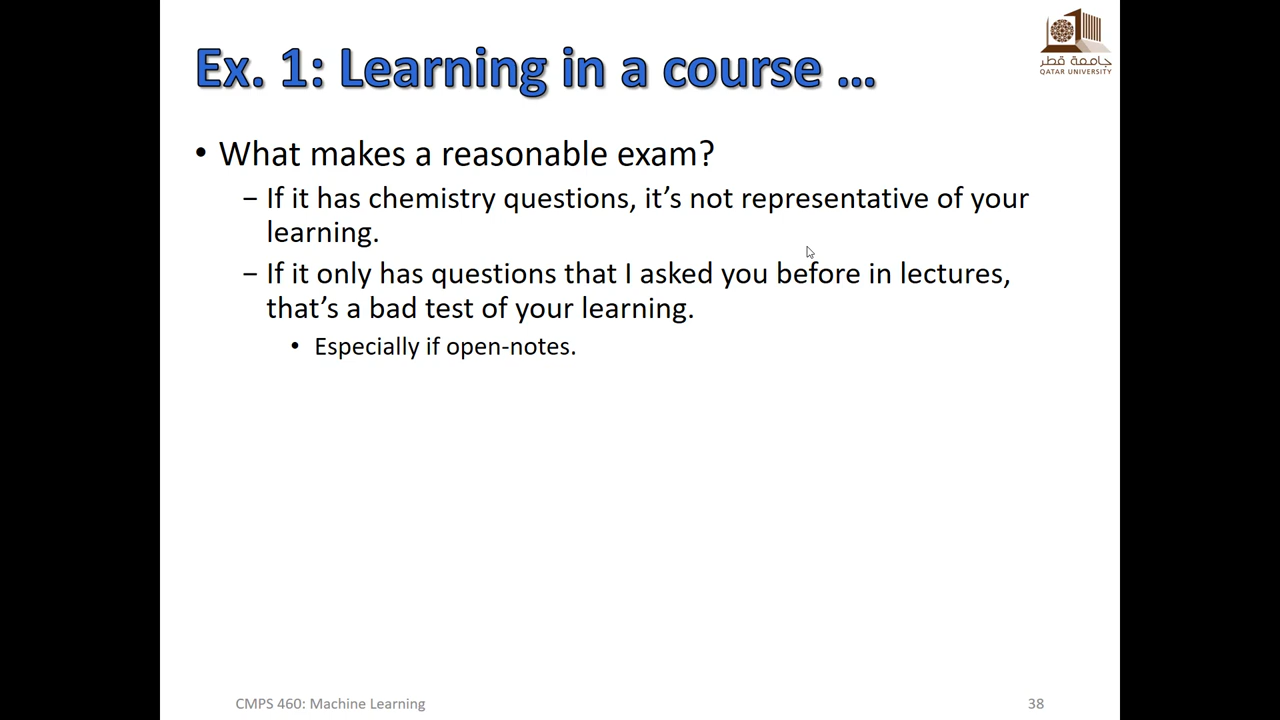 Ex. 1: Learning in a course ...
جامعة قطر
QATAR UNIVERSITY
• What makes a reasonable exam?
– If it has chemistry questions, it’s not representative of your
learning.
– If it only has questions that I asked you before in lectures,
that’s a bad test of your learning.
• Especially if open-notes.
CMPS 460: Machine Learning
38